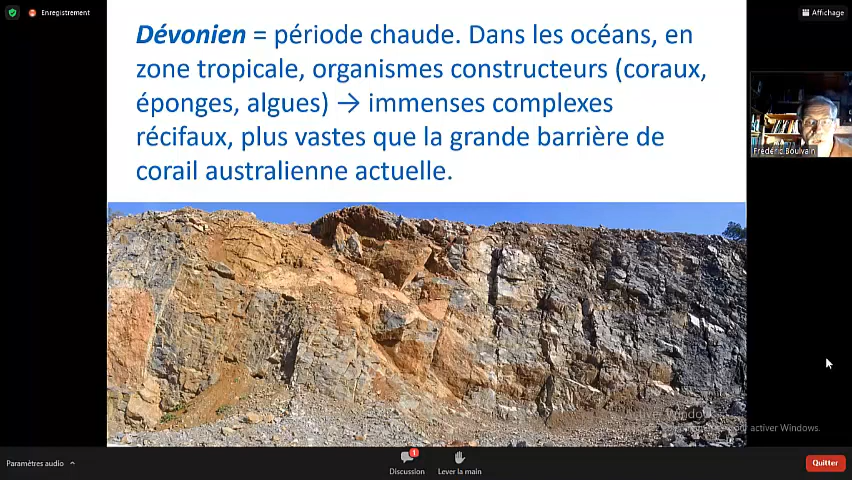 Enregistrement
Affichage
Dévonien = période chaude. Dans les océans, en
zone tropicale, organismes constructeurs (coraux,
éponges, algues) → immenses complexes
récifaux, plus vastes que la grande barrière de
corail australienne actuelle.
Frédéric Boulvain
activer Windows.
Paramètres audio
1
Discussion
Lever la main
Quitter